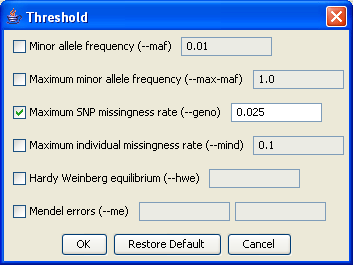 Threshold
Minor allele frequency (--maf) 0.01
Maximum minor allele frequency (--max-maf) 1.0
Maximum SNP missingness rate (--geno) 0.025
Maximum individual missingness rate (--mind) 0.1
Hardy Weinberg equilibrium (--hwe)
Mendel errors (--me)
OK Restore Default Cancel